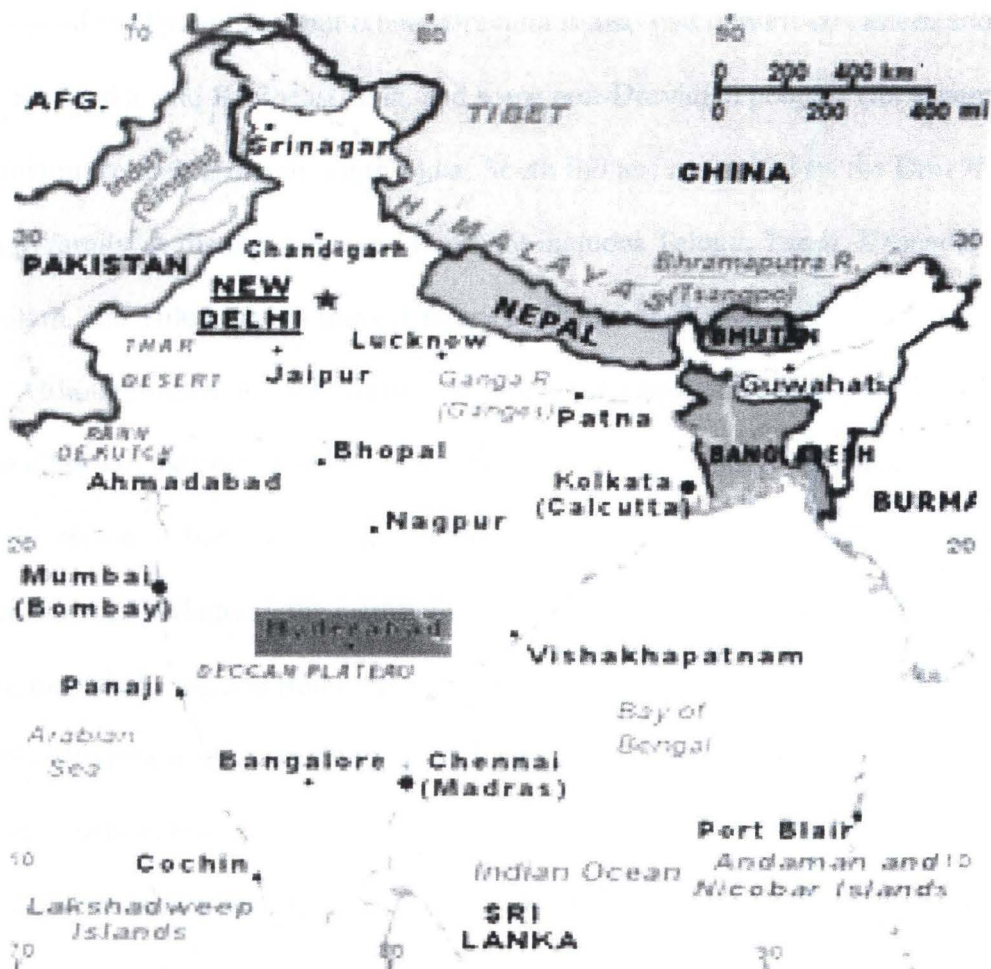 70
80
90
0 200 400 km
0 200 400 mi
AFG.
TIBET
Indus R.
(Singad)
Srinagar
CHINA
HIMALAYAS
30
30
Chandigarh
Bhramaputra R.
(Tsangpo)
PAKISTAN
NEW
DELHI
NEPAL
BHUTAN
THAR
DESERT
Lucknow
Jaipur
Ganga R
(Ganges)
Guwahati
Patna
RANN
OF KUTCH
Bhopal
BANGLADESH
Ahmadabad
Kolkata
(Calcutta)
BURMA
Nagpur
20
20
Mumbai
(Bombay)
Hyderabad
Vishakhapatnam
DECCAN PLATEAU
Panaji
Bay of
Bengal
Arabian
Sea
Bangalore
Chennai
(Madras)
Port Blair
10
Cochin
Indian Ocean
Andaman and
Nicobar Islands
10
Lakshadweep
Islands
SRI
LANKA
70
80
90